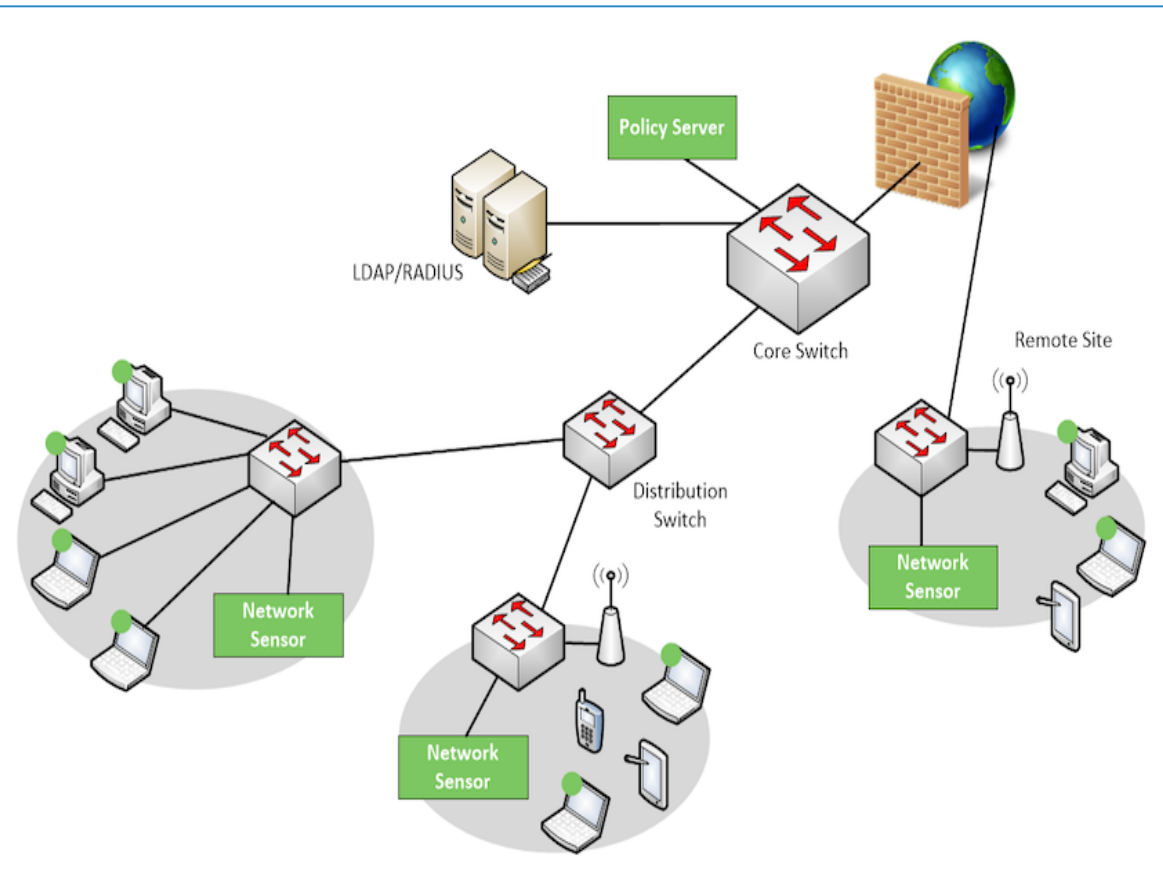 Policy Server
LDAP/RADIUS
Core Switch
Remote Site
Distribution
Switch
Network
Sensor
Network
Sensor
Network
Sensor